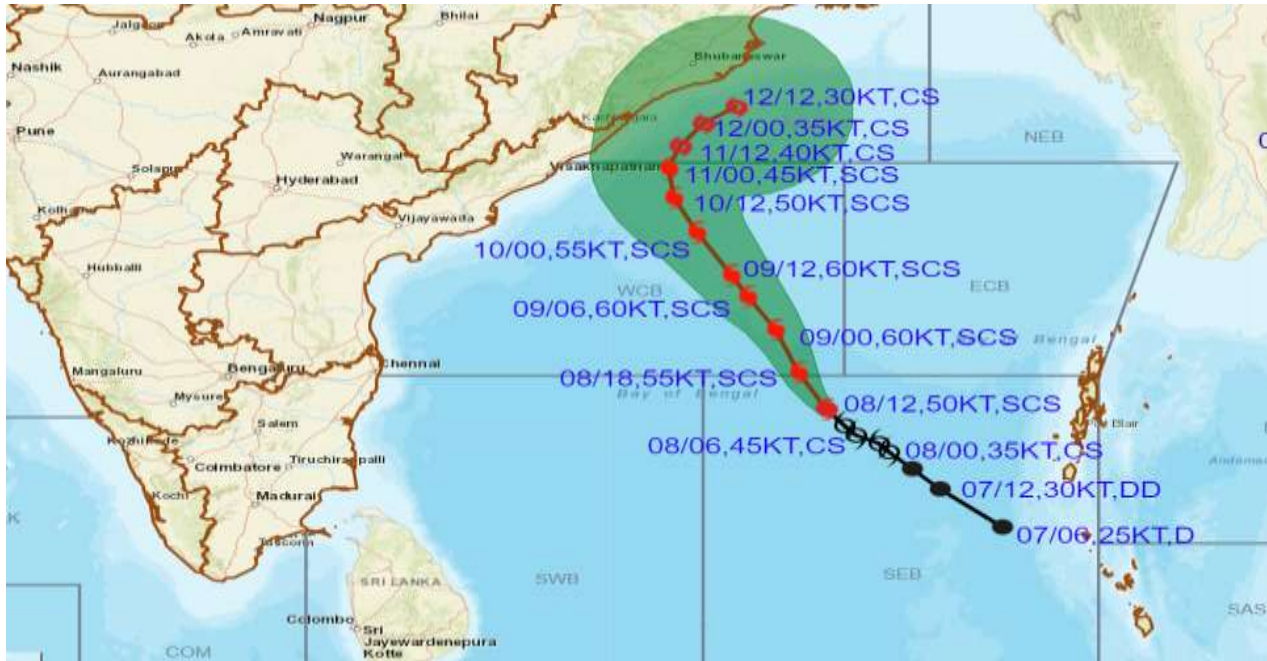 Jalgaon
Akola
Amravati
Nagpur
Bhilai
Nashik
Aurangabad
Bhubaneswar
12/12,30KT,CS
Pune
12/00,35KT,CS
NEB
11/12,40KT,CS
Warangal
Visakhapatnam
11/00,45KT,SCS
Hyderabad
10/12,50KT,SCS
Vijayawada
10/00,55KT,SCS
09/12,60KT,SCS
Hubballi
WCB
ECB
09/06,60KT,SCS
09/00,60KT,SCS
Bengal
Chennai
Mangaluru
Bengaluru
08/18,55KT,SCS
Bay of Bengal
Mysuru
08/12,50KT,SCS
Salem
08/06,45KT,CS
08/00,35KT,CS
Coimbatore
Tiruchirappalli
Kochi
Madurai
07/12,30KT,DD
07/06,25KT,D
SRI LANKA
SWB
SEB
SAS
Colombo
Sri
Jayewardenepura
Kotte
COM